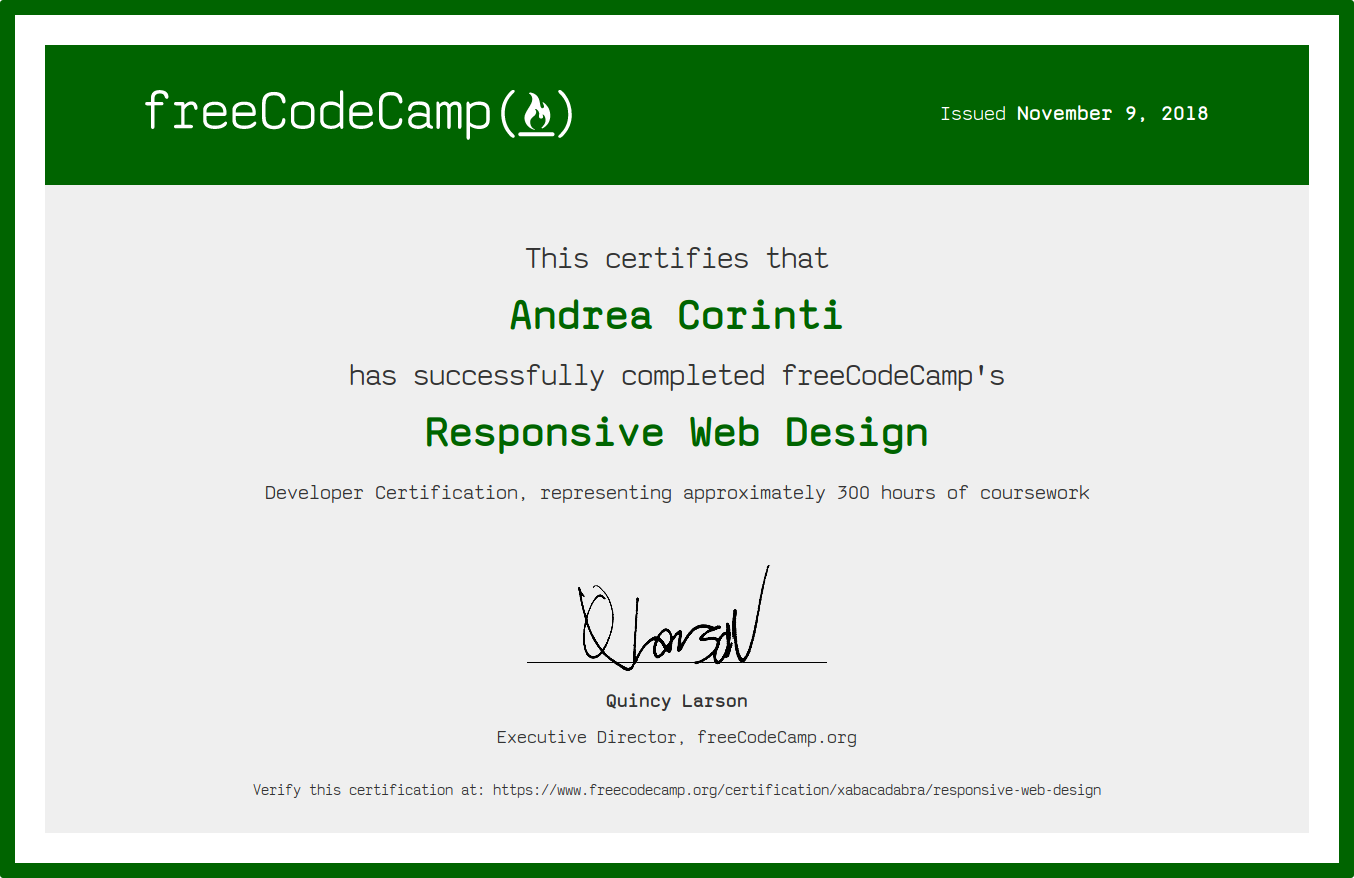 freeCodeCamp(🔥)
Issued November 9, 2018
This certifies that
Andrea Corinti
has successfully completed freeCodeCamp's
Responsive Web Design
Developer Certification, representing approximately 300 hours of coursework
Q Larson
Quincy Larson
Executive Director, freeCodeCamp.org
Verify this certification at: https://www.freecodecamp.org/certification/xabacadabra/responsive-web-design